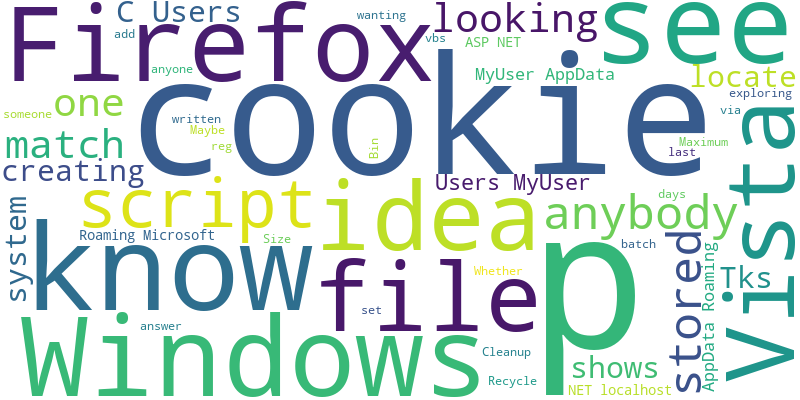 C Users
Firefox
wanting
looking
see
add
vbs
ASP NET
anyone
MyUser AppData
locate
cookie
one
exploring
someone
written
via
Maybe
match
reg
Bin
Maximum
last
creating
Vista
Users MyUser
script
idea
days
anybody
system
know
Roaming Microsoft
Size
batch
stored
AppData Roaming
file
Whether
Tks
p
set
Windows
answer
Cleanup
shows
Recycle
NET localhost